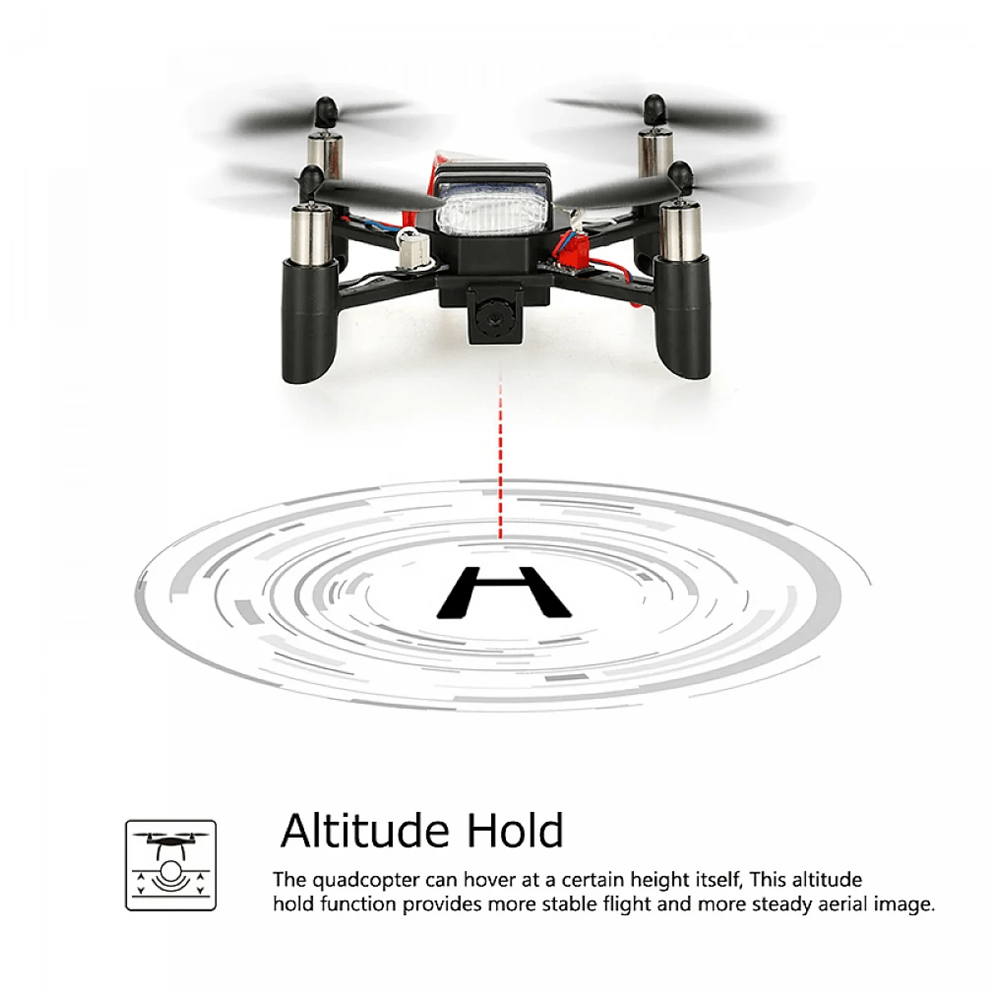 H
Altitude Hold
The quadcopter can hover at a certain height itself, This altitude
hold function provides more stable flight and more steady aerial image.